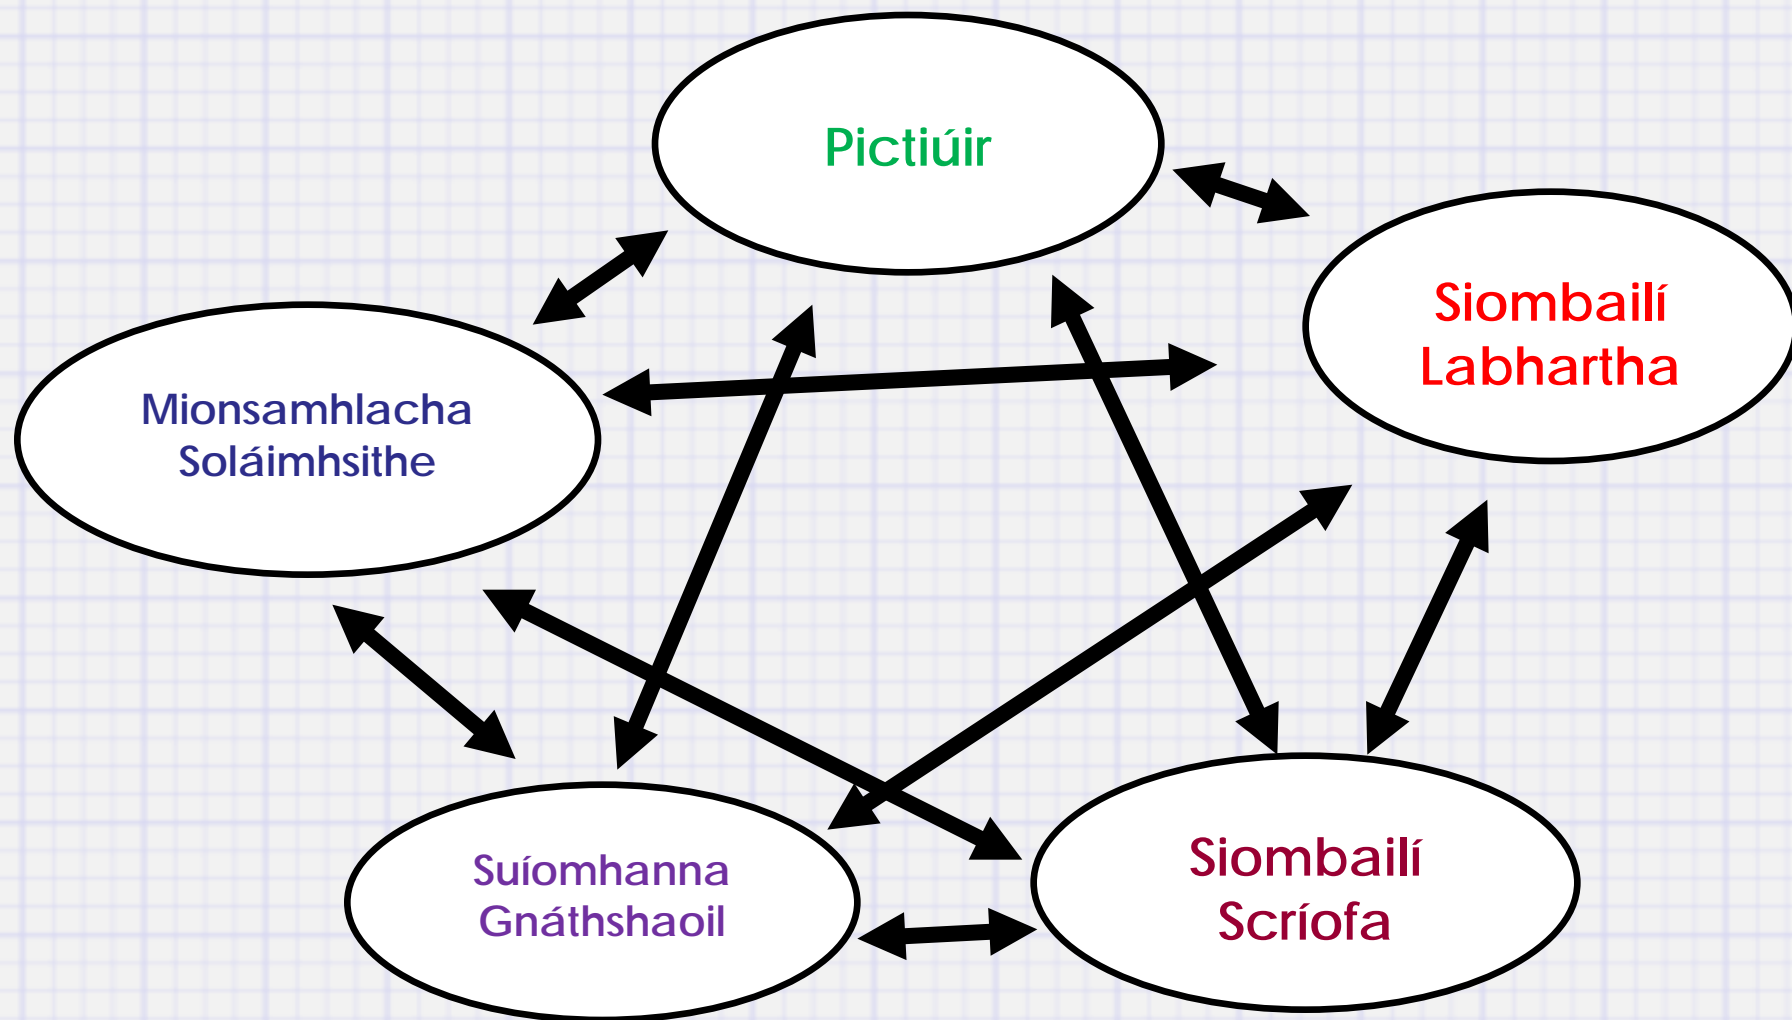 Pictiúir
Siombailí
Labhartha
Mionsamhlacha
Soláimhsithe
Suíomhanna
Gnáthshaoil
Siombailí
Scríofa